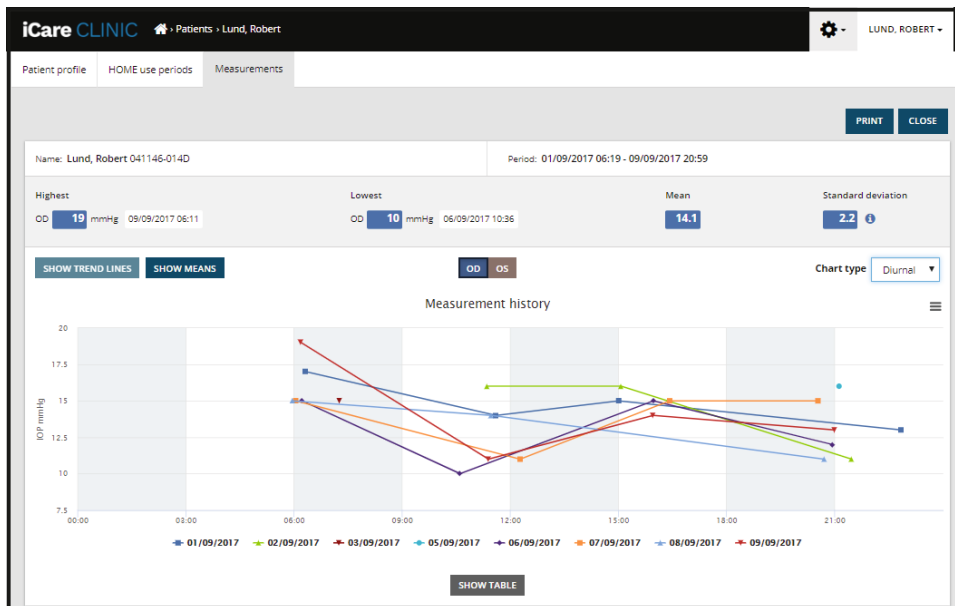 iCare CLINIC › Patients › Lund, Robert LUND, ROBERT
Patient profile HOME use periods Measurements
PRINT CLOSE
Name: Lund, Robert 041146-014D Period: 01/09/2017 06:19 - 09/09/2017 20:59
Highest Lowest Mean Standard deviation
OD 19 mmHg 09/09/2017 06:11 OD 10 mmHg 06/09/2017 10:36 14.1 2.2 i
SHOW TREND LINES SHOW MEANS OD OS Chart type Diurnal
Measurement history
IOP mmHg
20
17.5
15
12.5
10
7.5
00:00 03:00 06:00 09:00 12:00 15:00 18:00 21:00
01/09/2017 02/09/2017 03/09/2017 05/09/2017 06/09/2017 07/09/2017 08/09/2017 09/09/2017
SHOW TABLE